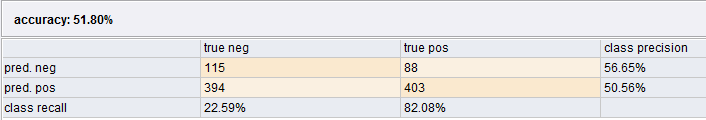 accuracy: 51.80%
true neg true pos class precision
pred. neg 115 88 56.65%
pred. pos 394 403 50.56%
class recall 22.59% 82.08%